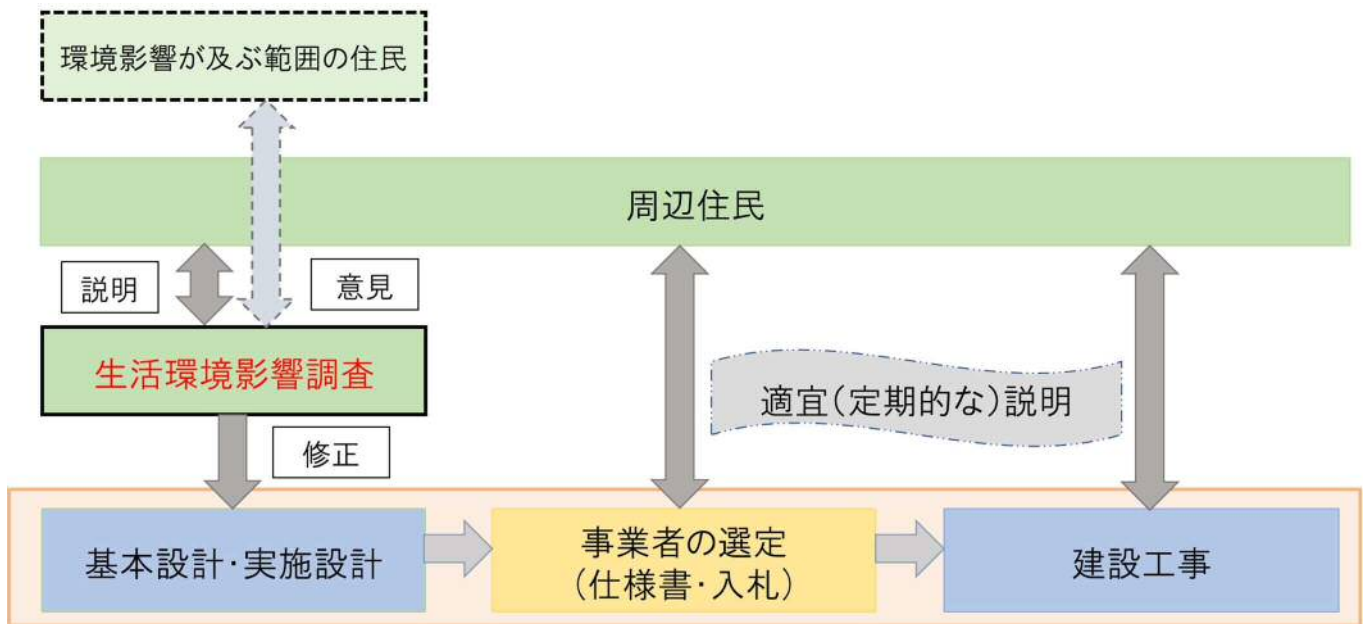 環境影響が及ぶ範囲の住民
周辺住民
説明
意見
生活環境影響調査
適宜(定期的な)説明
修正
基本設計・実施設計
事業者の選定
(仕様書・入札)
建設工事